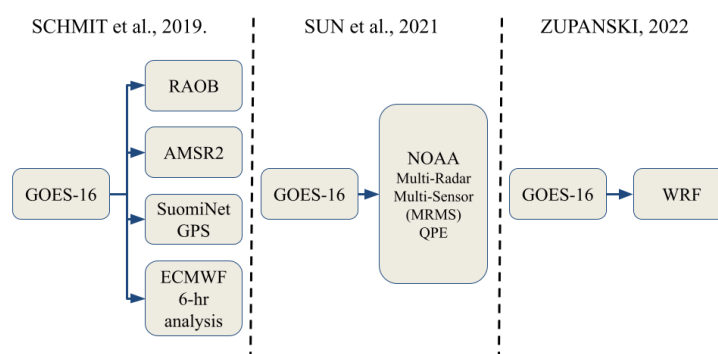 SCHMIT et al., 2019.
GOES-16
RAOB
AMSR2
SuomiNet
GPS
ECMWF
6-hr
analysis
SUN et al., 2021
GOES-16
NOAA
Multi-Radar
Multi-Sensor
(MRMS)
QPE
ZUPANSKI, 2022
GOES-16
WRF